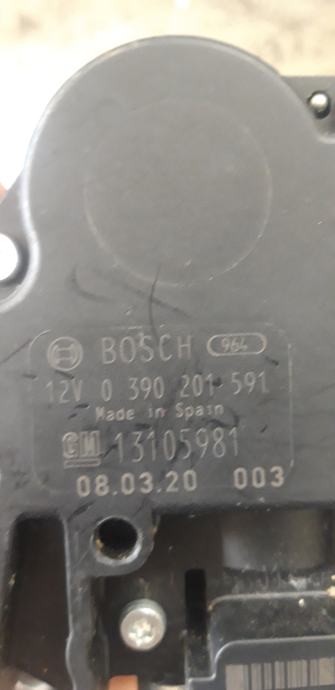 BOSCH 964
12V 0 390 201 591
Made in Spain
GM 13105981
08.03.20 003